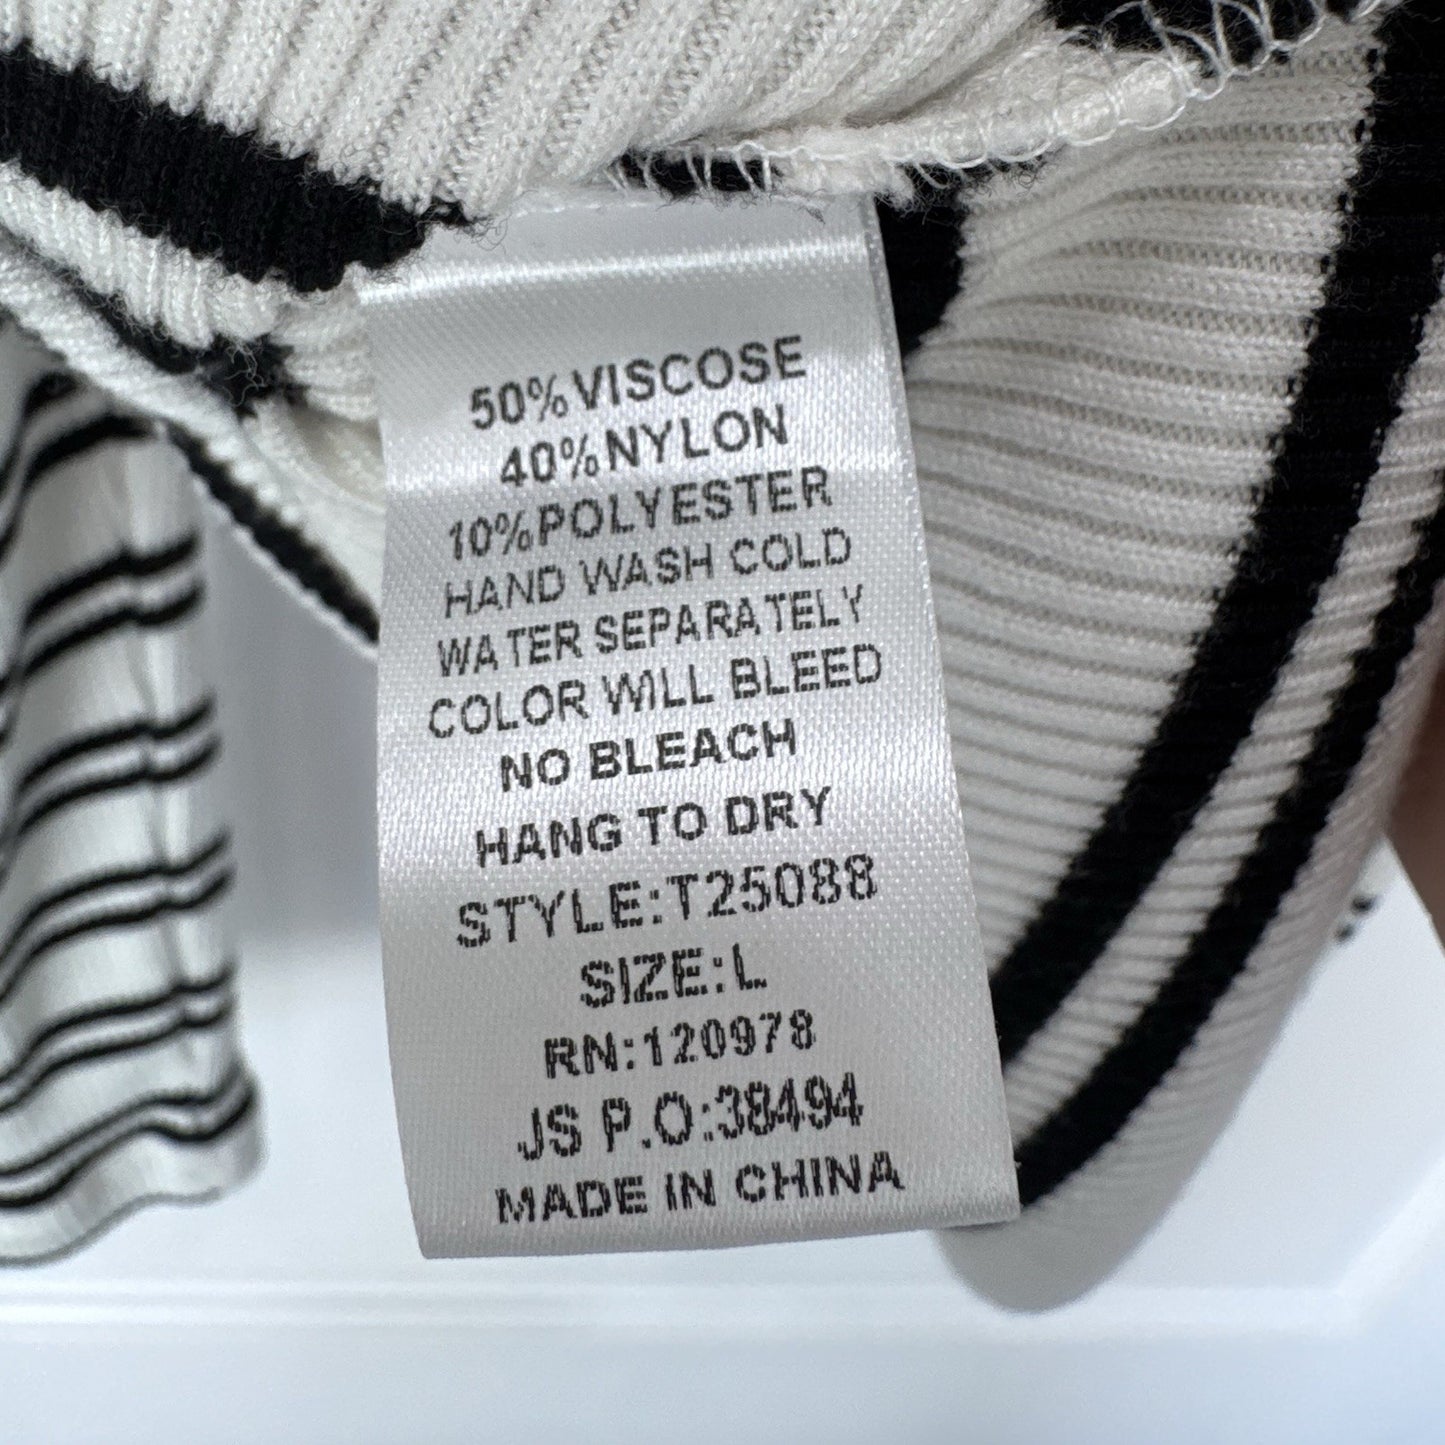 50%VISCOSE
40%NYLON
10%POLYESTER
HAND WASH COLD
WATER SEPARATELY
COLOR WILL BLEED
NO BLEACH
HANG TO DRY
STYLE:T25088
SIZE:L
RN:120978
JS P.O:38494
MADE IN CHINA